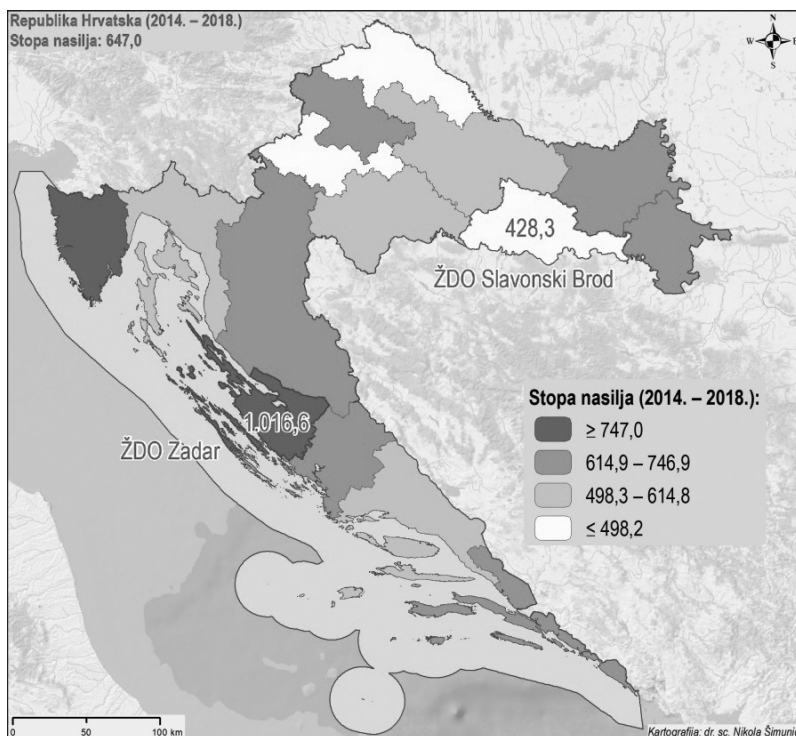 Republika Hrvatska (2014. – 2018.)
Stopa nasilja: 647,0
N
W E
S
428,3
ŽDO Slavonski Brod
Stopa nasilja (2014. – 2018.):
≥ 747,0
614,9 – 746,9
498,3 – 614,8
≤ 498,2
1.016,6
ŽDO Zadar
0 50 100 km
Kartografija: dr. sc. Nikola Šimunić